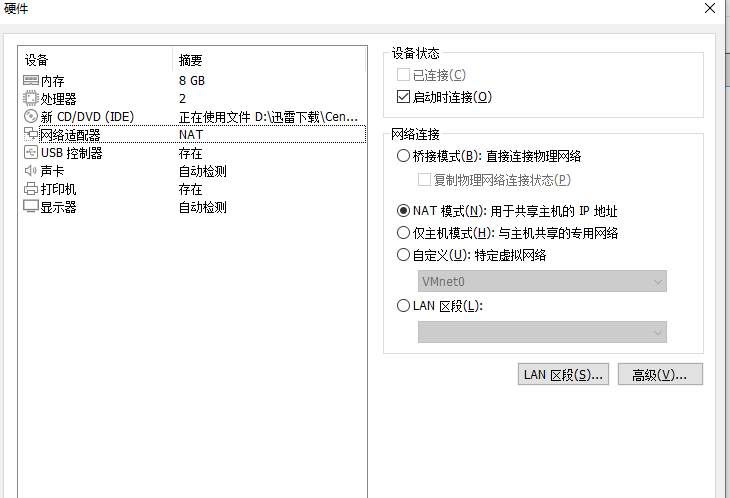 硬件
设备 摘要
内存 8 GB
处理器 2
新 CD/DVD (IDE) 正在使用文件 D:\迅雷下载\Cen...
网络适配器 NAT
USB 控制器 存在
声卡 自动检测
打印机 存在
显示器 自动检测
设备状态
已连接(C)
启动时连接(O)
网络连接
桥接模式(B): 直接连接物理网络
复制物理网络连接状态(P)
NAT 模式(N): 用于共享主机的 IP 地址
仅主机模式(H): 与主机共享的专用网络
自定义(U): 特定虚拟网络
VMnet0
LAN 区段(L):
LAN 区段(S)... 高级(V)...